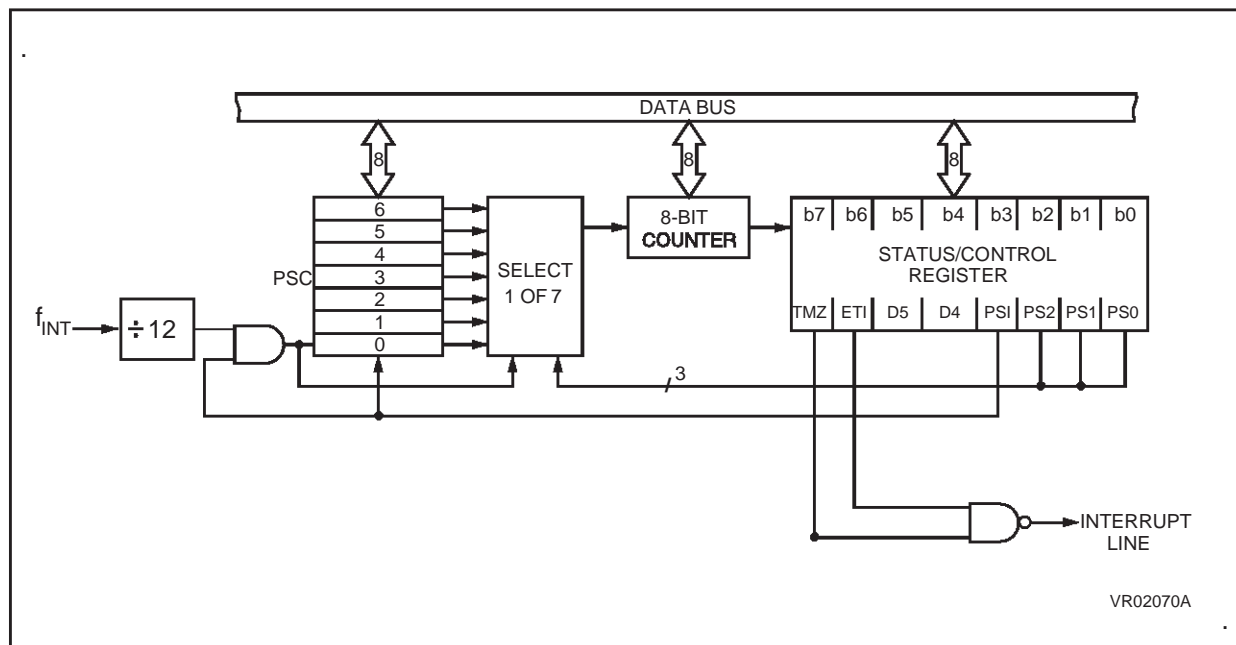 DATA BUS
8
8
8
6
5
4
PSC 3
2
1
0
SELECT
1 OF 7
8-BIT
COUNTER
b7 b6 b5 b4 b3 b2 b1 b0
STATUS/CONTROL
REGISTER
TMZ ETI D5 D4 PSI PS2 PS1 PS0
fINT
÷12
3
INTERRUPT
LINE
VR02070A